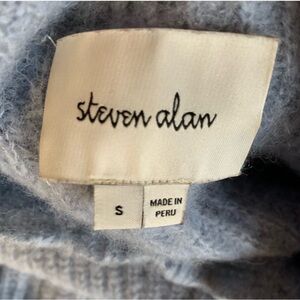 steven alan
S
MADE IN
PERU